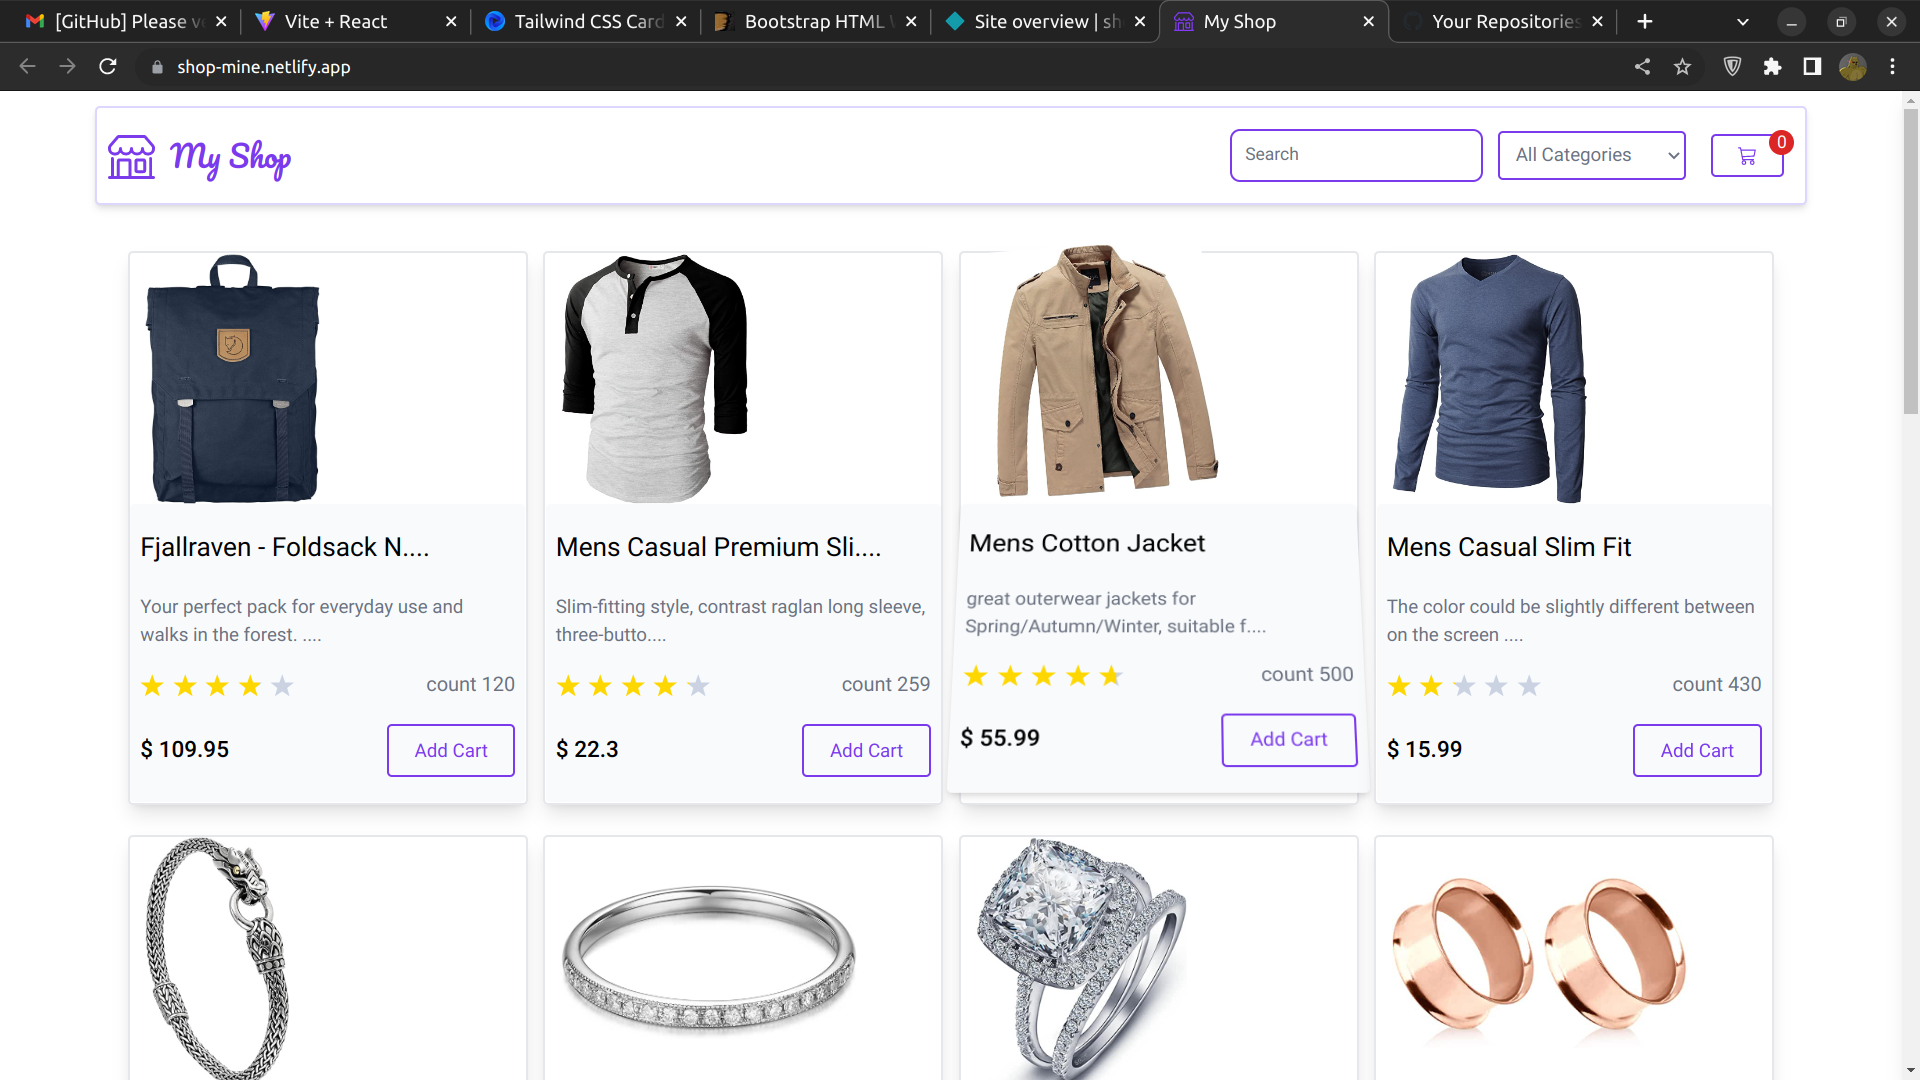 [GitHub] Please ve
Vite + React
Tailwind CSS Card
Bootstrap HTML
Site overview | sh
My Shop
Your Repositories
shop-mine.netlify.app
My Shop
Search
All Categories
0
Fjallraven - Foldsack N....
Your perfect pack for everyday use and
walks in the forest. ....
count 120
$ 109.95
Add Cart
Mens Casual Premium Sli....
Slim-fitting style, contrast raglan long sleeve,
three-butto....
count 259
$ 22.3
Add Cart
Mens Cotton Jacket
great outerwear jackets for
Spring/Autumn/Winter, suitable f....
count 500
$ 55.99
Add Cart
Mens Casual Slim Fit
The color could be slightly different between
on the screen ....
count 430
$ 15.99
Add Cart